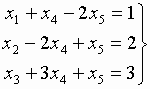 x₁ + x₄ − 2x₅ = 1
x₂ − 2x₄ + x₅ = 2
x₃ + 3x₄ + x₅ = 3